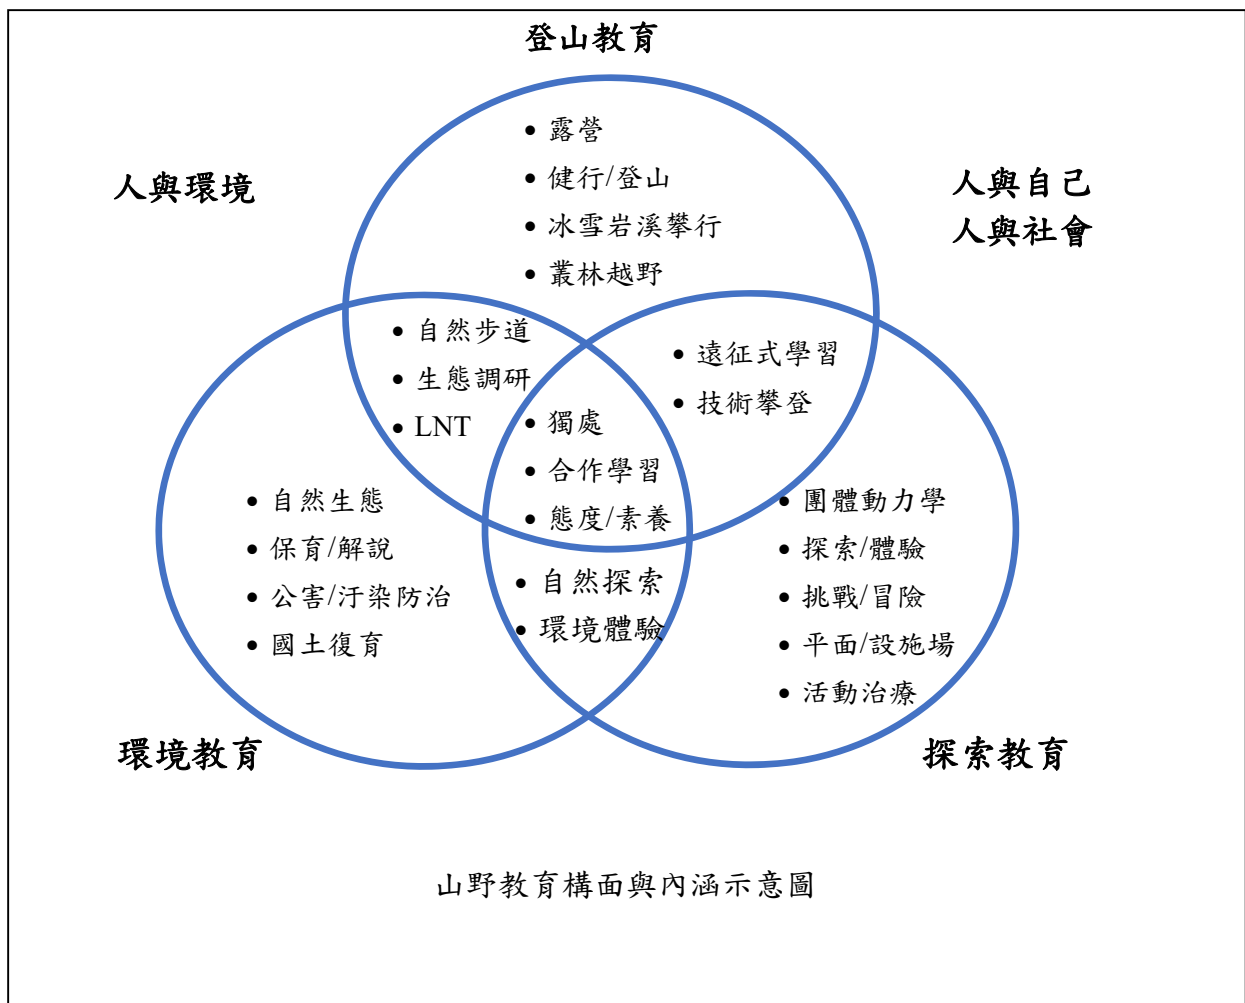 登山教育
人與環境
人與自己
人與社會
• 露營
• 健行/登山
• 冰雪岩溪攀行
• 叢林越野
• 自然步道
• 生態調研
• LNT
• 遠征式學習
• 技術攀登
• 獨處
• 合作學習
• 態度/素養
• 自然生態
• 保育/解說
• 公害/汙染防治
• 國土復育
• 自然探索
• 環境體驗
• 團體動力學
• 探索/體驗
• 挑戰/冒險
• 平面/設施場
• 活動治療
環境教育
探索教育
山野教育構面與內涵示意圖